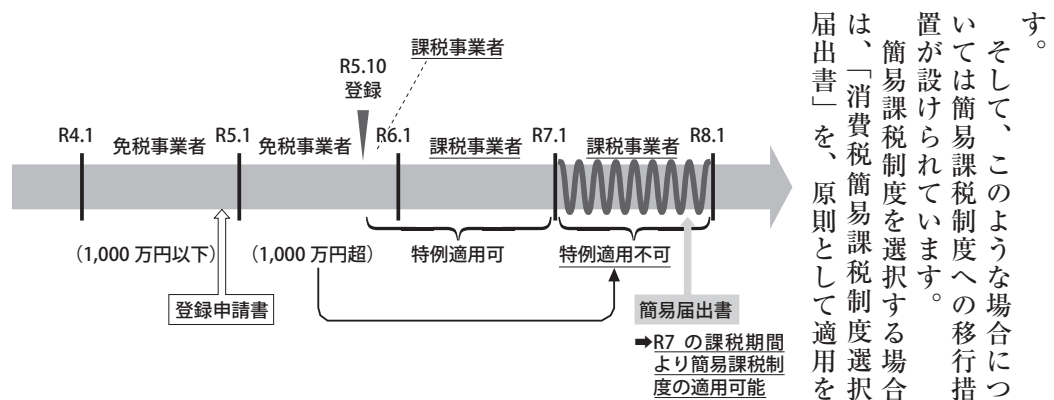 す。
　そして、このような場合につ
いては簡易課税制度への移行措
置が設けられています。
　簡易課税制度を選択する場合
は、「消費税簡易課税制度選択
届出書」を、原則として適用を
課税事業者
R5.10
登録
R4.1
免税事業者
R5.1
免税事業者
R6.1
課税事業者
R7.1
課税事業者
R8.1
（1,000 万円以下）
（1,000 万円超）
特例適用可
特例適用不可
登録申請書
簡易届出書
➡R7 の課税期間
より簡易課税制
度の適用可能